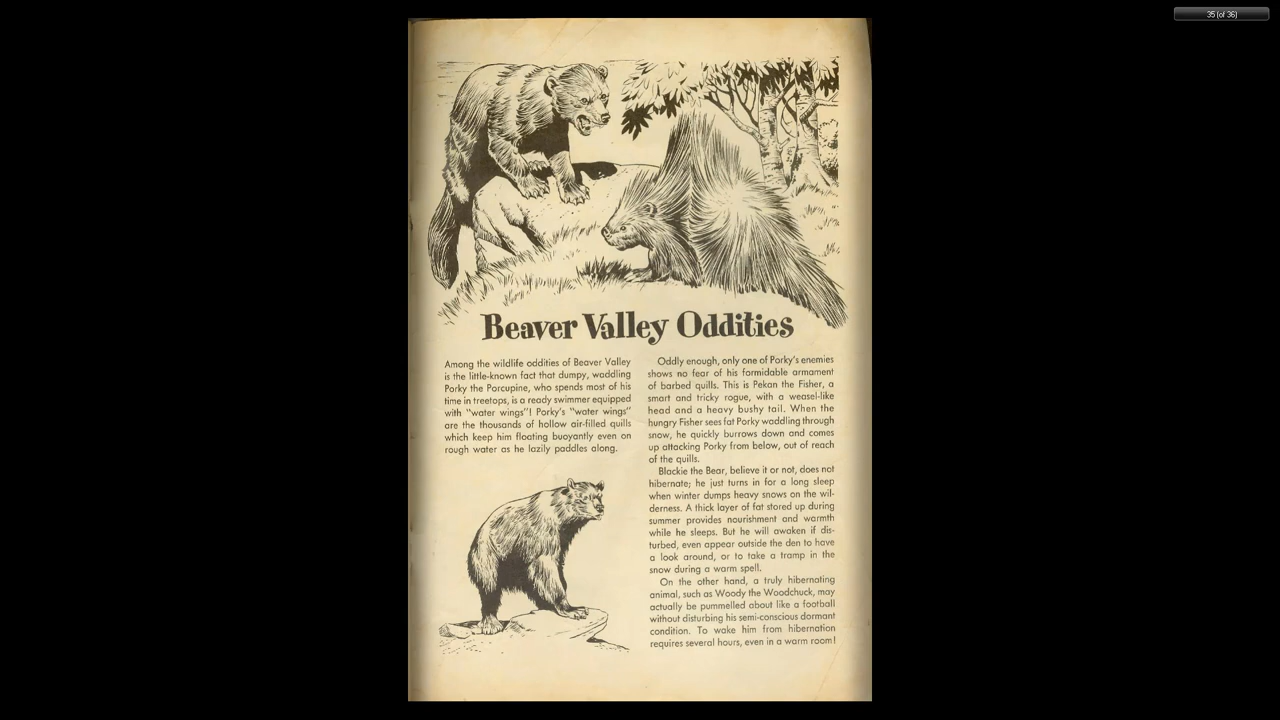 35 (of 36)
Beaver Valley Oddities
Among the wildlife oddities of Beaver Valley
is the little-known fact that dumpy, waddling
Porky the Porcupine, who spends most of his
time in treetops, is a ready swimmer equipped
with "water wings"! Porky's "water wings"
are the thousands of hollow air-filled quills
which keep him floating buoyantly even on
rough water as he lazily paddles along.
Oddly enough, only one of Porky's enemies
shows no fear of his formidable armament
of barbed quills. This is Pekan the Fisher, a
smart and tricky rogue, with a weasel-like
head and a heavy bushy tail. When the
hungry Fisher sees fat Porky waddling through
snow, he quickly burrows down and comes
up attacking Porky from below, out of reach
of the quills.
Blackie the Bear, believe it or not, does not
hibernate; he just turns in for a long sleep
when winter dumps heavy snows on the wil-
derness. A thick layer of fat stored up during
summer provides nourishment and warmth
while he sleeps. But he will awaken if dis-
turbed, even appear outside the den to have
a look around, or to take a tramp in the
snow during a warm spell.
On the other hand, a truly hibernating
animal, such as Woody the Woodchuck, may
actually be pummelled about like a football
without disturbing his semi-conscious dormant
condition. To wake him from hibernation
requires several hours, even in a warm room!